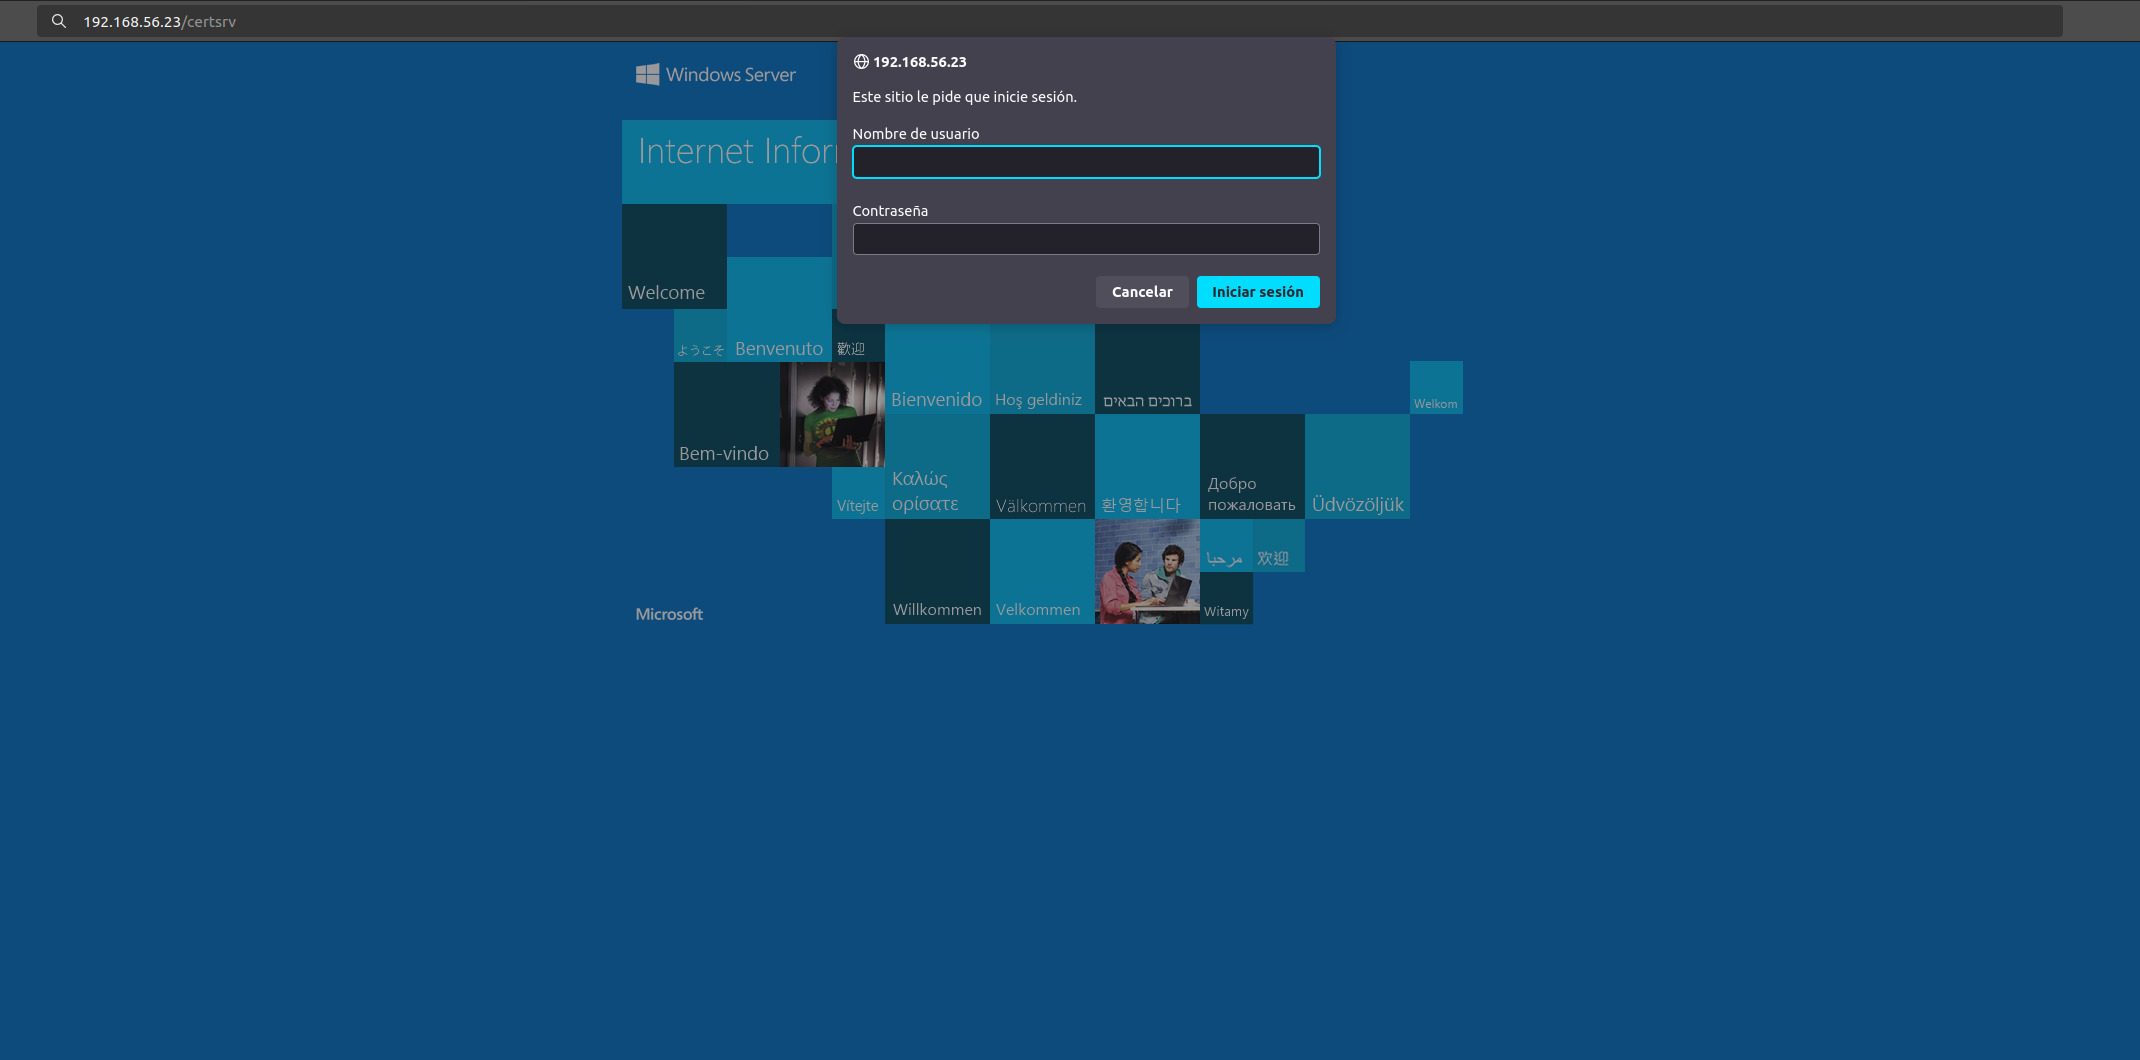 192.168.56.23/certsrv
192.168.56.23
Este sitio le pide que inicie sesión.
Nombre de usuario
Contraseña
Cancelar
Iniciar sesión
Windows Server
Internet Infor
Welcome
ようこそ
Benvenuto
歡迎
Bienvenido
Hoş geldiniz
ברוכים הבאים
Welkom
Bem-vindo
Vítejte
Καλώς
ορίσατε
Välkommen
환영합니다
Добро
пожаловать
Üdvözöljük
Willkommen
Velkommen
مرحبا
欢迎
Witamy
Microsoft